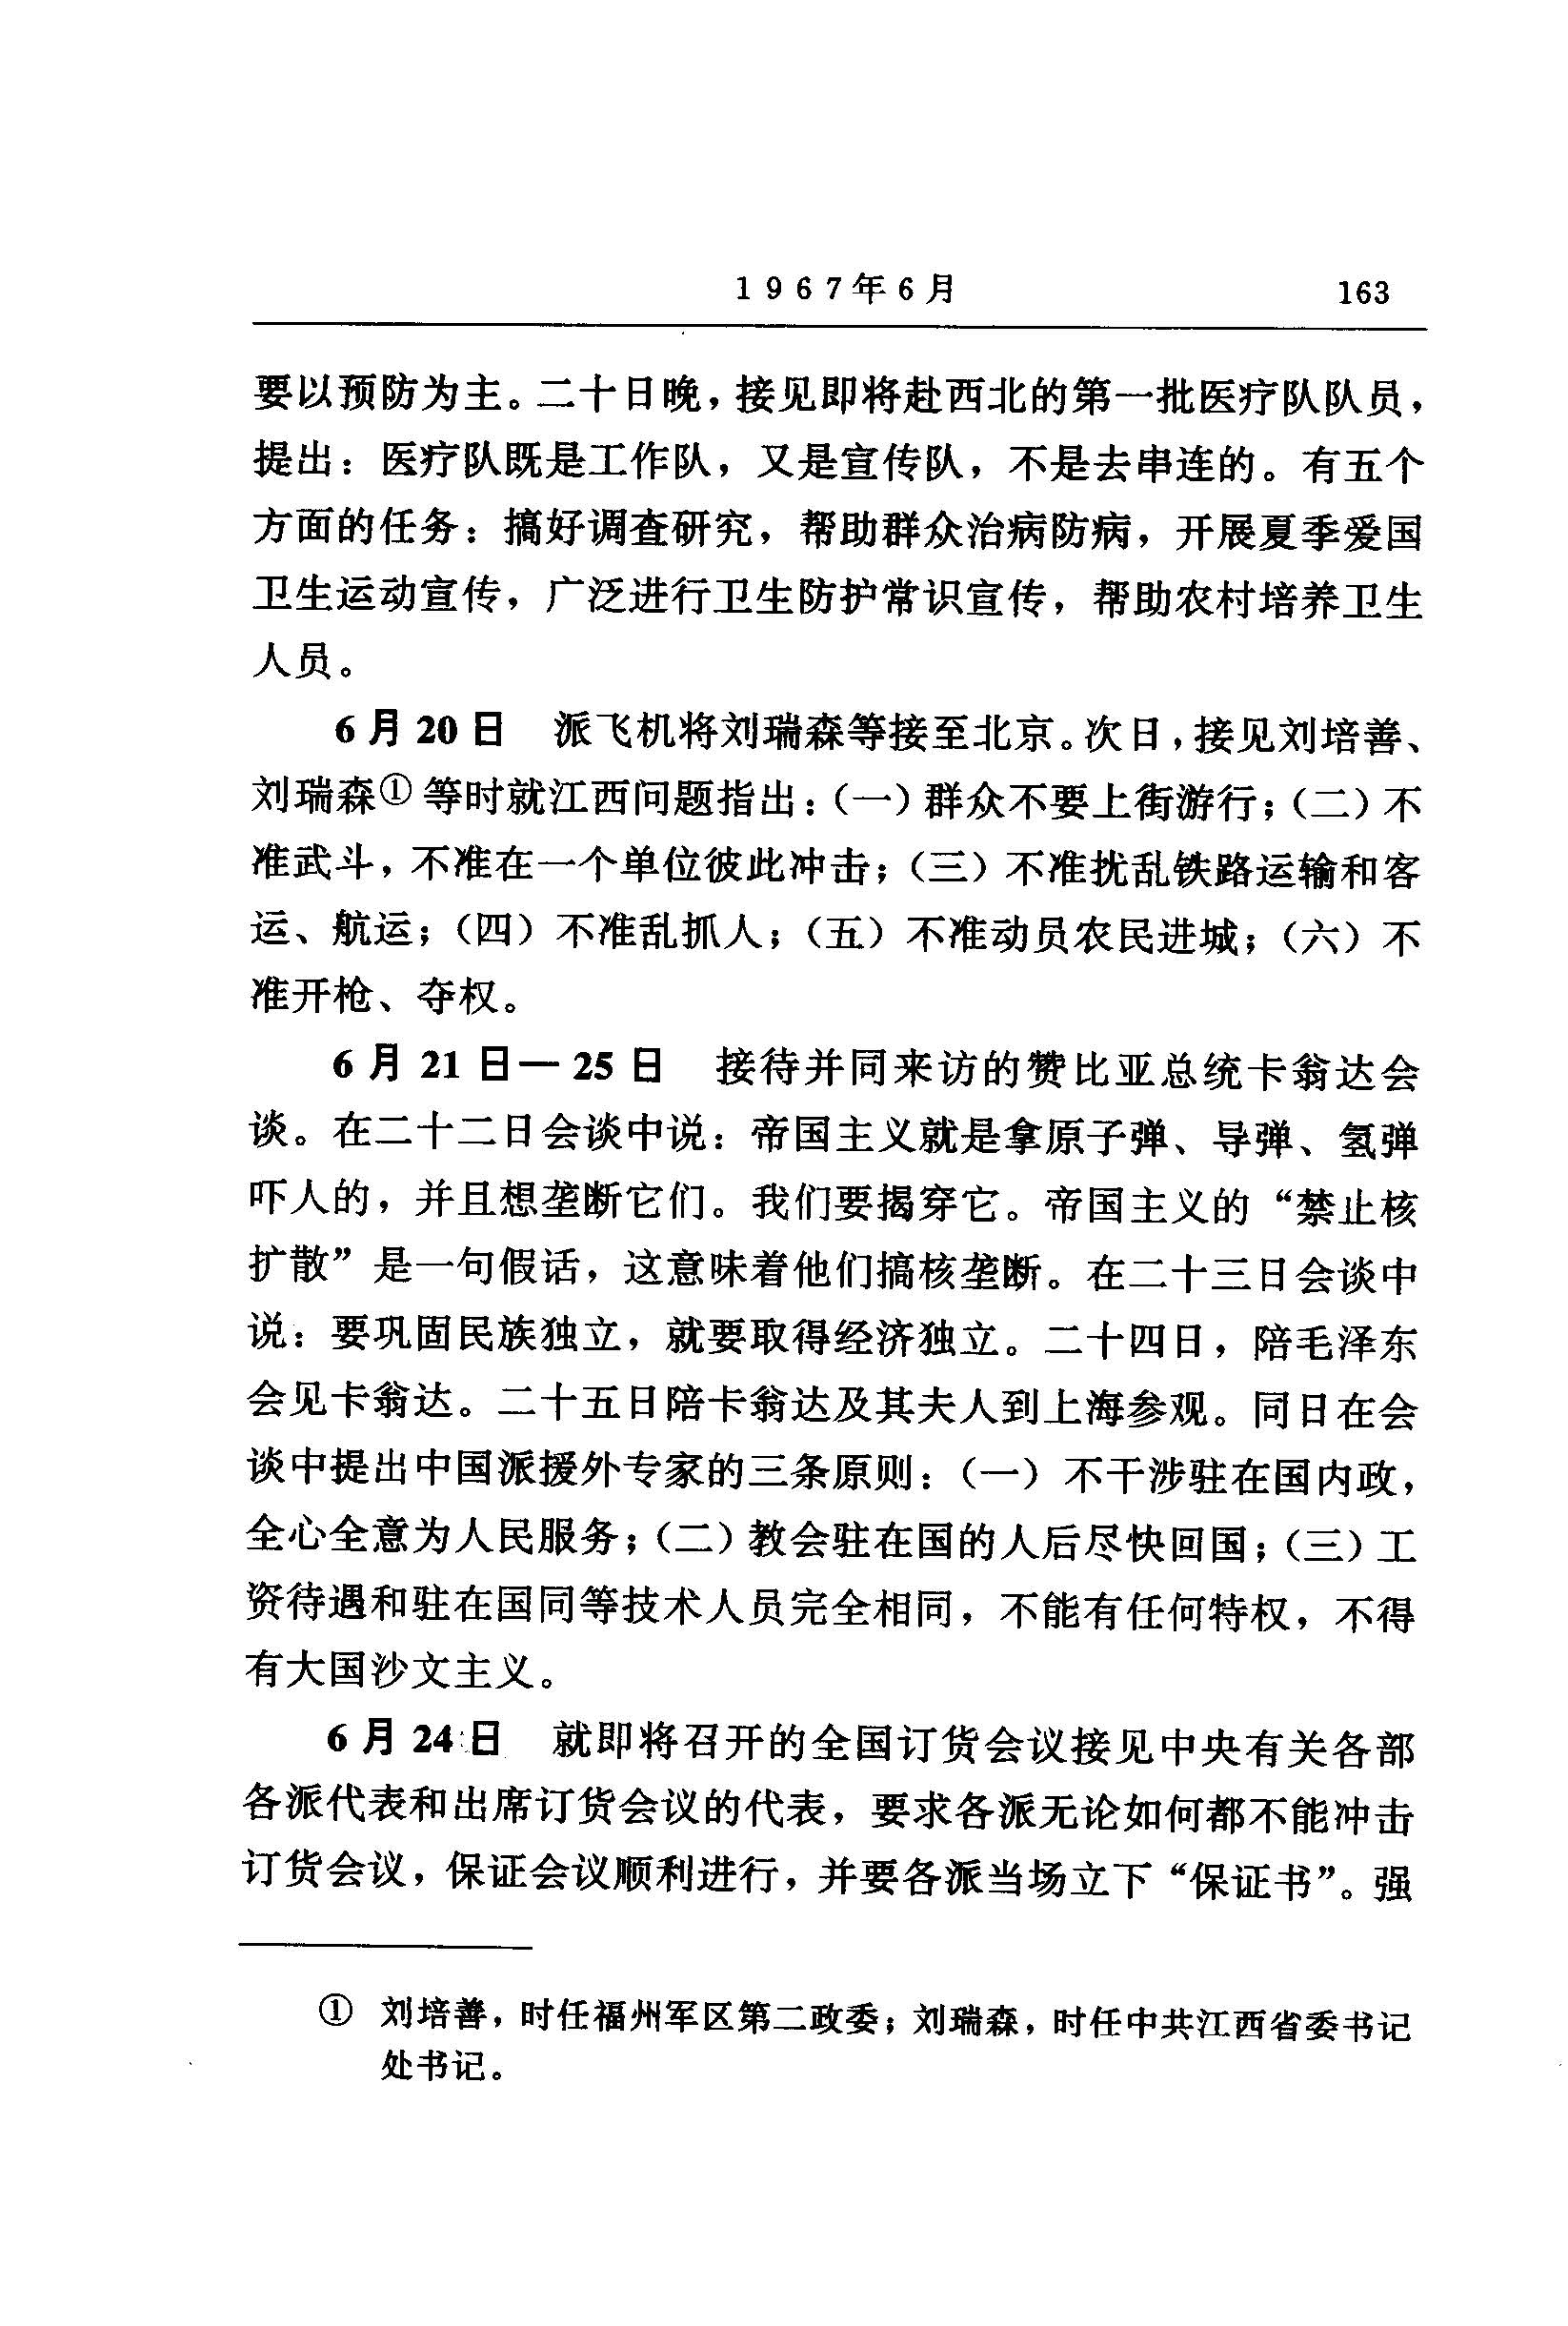 1967年6月 163
要以预防为主。二十日晚，接见即将赴西北的第一批医疗队队员，
提出：医疗队既是工作队，又是宣传队，不是去串连的。有五个
方面的任务：搞好调查研究，帮助群众治病防病，开展夏季爱国
卫生运动宣传，广泛进行卫生防护常识宣传，帮助农村培养卫生
人员。
6月20日 派飞机将刘瑞森等接至北京。次日，接见刘培善、
刘瑞森①等时就江西问题指出：（一）群众不要上街游行；（二）不
准武斗，不准在一个单位彼此冲击；（三）不准扰乱铁路运输和客
运、航运；（四）不准乱抓人；（五）不准动员农民进城；（六）不
准开枪、夺权。
6月21日—25日 接待并同来访的赞比亚总统卡翁达会
谈。在二十二日会谈中说：帝国主义就是拿原子弹、导弹、氢弹
吓人的，并且想垄断它们。我们要揭穿它。帝国主义的“禁止核
扩散”是一句假话，这意味着他们搞核垄断。在二十三日会谈中
说：要巩固民族独立，就要取得经济独立。二十四日，陪毛泽东
会见卡翁达。二十五日陪卡翁达及其夫人到上海参观。同日在会
谈中提出中国派援外专家的三条原则：（一）不干涉驻在国内政，
全心全意为人民服务；（二）教会驻在国的人后尽快回国；（三）工
资待遇和驻在国同等技术人员完全相同，不能有任何特权，不得
有大国沙文主义。
6月24日 就即将召开的全国订货会议接见中央有关各部
各派代表和出席订货会议的代表，要求各派无论如何都不能冲击
订货会议，保证会议顺利进行，并要各派当场立下“保证书”。强
① 刘培善，时任福州军区第二政委；刘瑞森，时任中共江西省委书记
处书记。